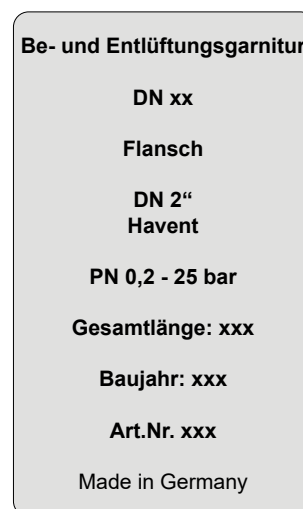 Be- und Entlüftungsgarnitur
DN xx
Flansch
DN 2“
Havent
PN 0,2 - 25 bar
Gesamtlänge: xxx
Baujahr: xxx
Art.Nr. xxx
Made in Germany